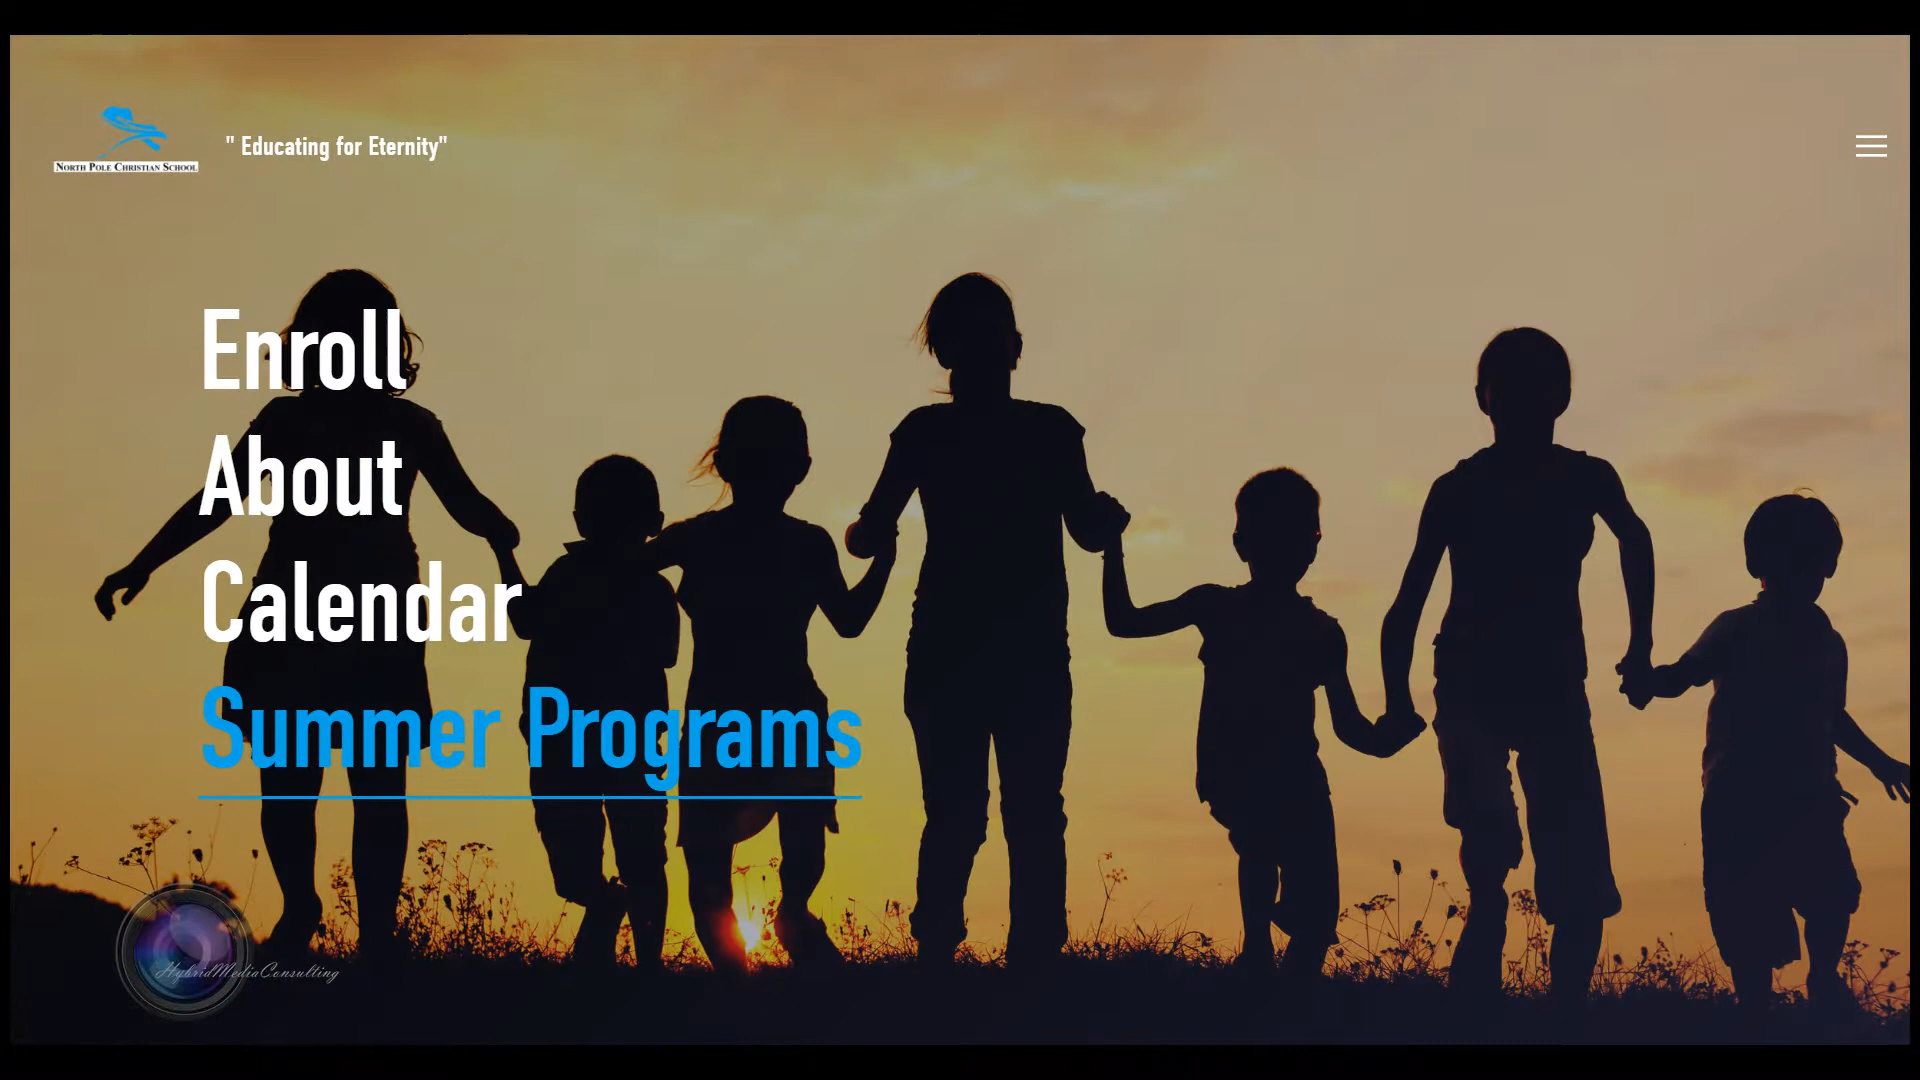 North Pole Christian School
" Educating for Eternity"
Enroll
About
Calendar
Summer Programs
HybridMediaConsulting